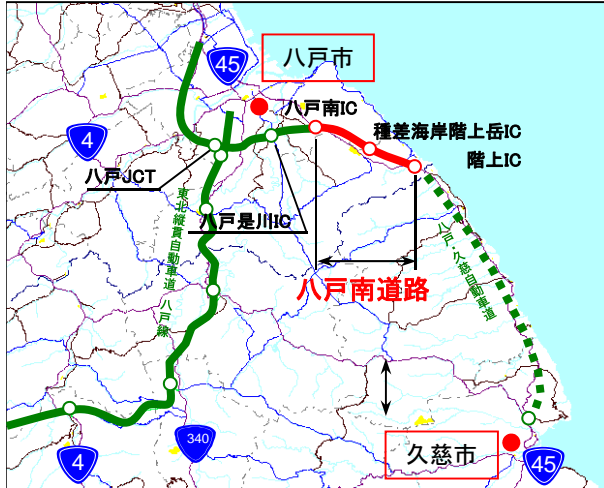 45
八戸市
八戸南IC
4
種差海岸階上岳IC
階上IC
八戸JCT
八戸是川IC
東北縦貫自動車道 八戸線
八戸・久慈自動車道
八戸南道路
340
4
久慈市
45